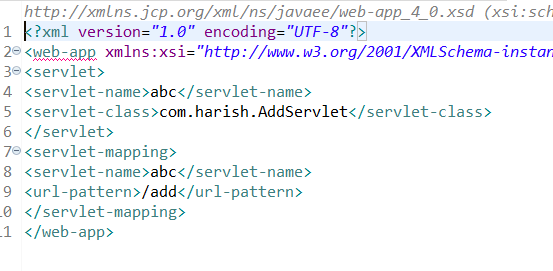 http://xmlns.jcp.org/xml/ns/javaee/web-app_4_0.xsd (xsi:sch
1 <?xml version="1.0" encoding="UTF-8"?>
2 <web-app xmlns:xsi="http://www.w3.org/2001/XMLSchema-instan
3 <servlet>
4 <servlet-name>abc</servlet-name>
5 <servlet-class>com.harish.AddServlet</servlet-class>
6 </servlet>
7 <servlet-mapping>
8 <servlet-name>abc</servlet-name>
9 <url-pattern>/add</url-pattern>
10 </servlet-mapping>
11 </web-app>